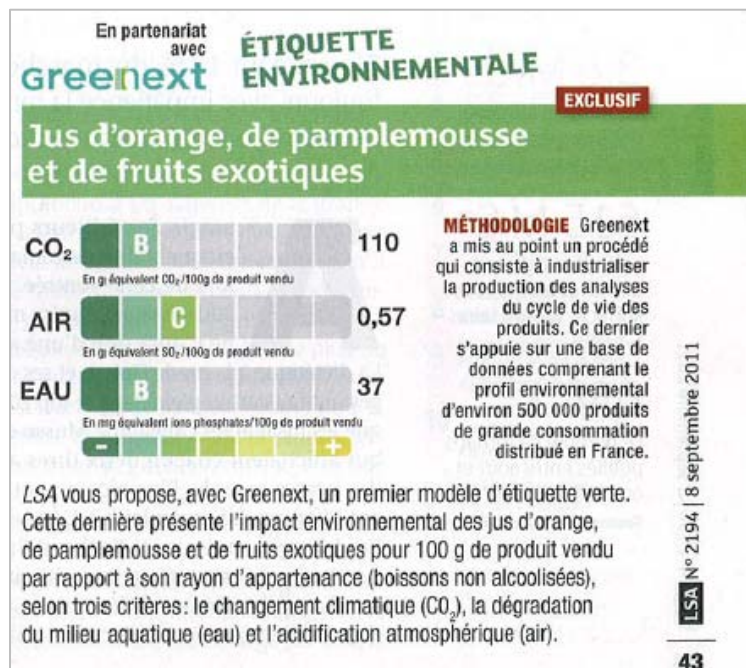 En partenariat
avec
Greenext
ÉTIQUETTE
ENVIRONNEMENTALE
EXCLUSIF
Jus d'orange, de pamplemousse
et de fruits exotiques
CO₂ B 110
En g équivalent CO₂/100g de produit vendu
AIR C 0,57
En g équivalent SO₂/100g de produit vendu
EAU B 37
En mg équivalent ions phosphates/100g de produit vendu
- +
MÉTHODOLOGIE Greenext
a mis au point un procédé
qui consiste à industrialiser
la production des analyses
du cycle de vie des
produits. Ce dernier
s'appuie sur une base de
données comprenant le
profil environnemental
d'environ 500 000 produits
de grande consommation
distribué en France.
LSA vous propose, avec Greenext, un premier modèle d'étiquette verte.
Cette dernière présente l'impact environnemental des jus d'orange,
de pamplemousse et de fruits exotiques pour 100 g de produit vendu
par rapport à son rayon d'appartenance (boissons non alcoolisées),
selon trois critères : le changement climatique (CO₂), la dégradation
du milieu aquatique (eau) et l'acidification atmosphérique (air).
LSA N° 2194 | 8 septembre 2011
43